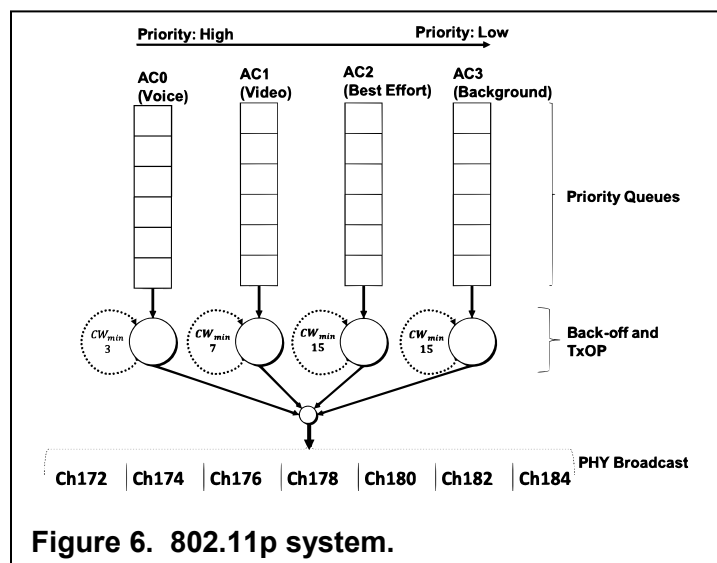 Priority: High
Priority: Low
AC0
(Voice)
AC1
(Video)
AC2
(Best Effort)
AC3
(Background)
Priority Queues
CWmin
3
CWmin
7
CWmin
15
CWmin
15
Back-off and
TxOP
PHY Broadcast
Ch172 Ch174 Ch176 Ch178 Ch180 Ch182 Ch184
Figure 6. 802.11p system.